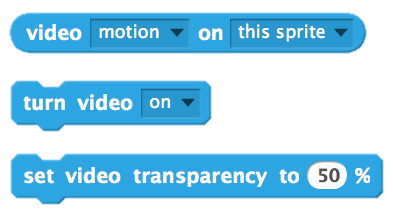 video motion on this sprite
turn video on
set video transparency to 50 %